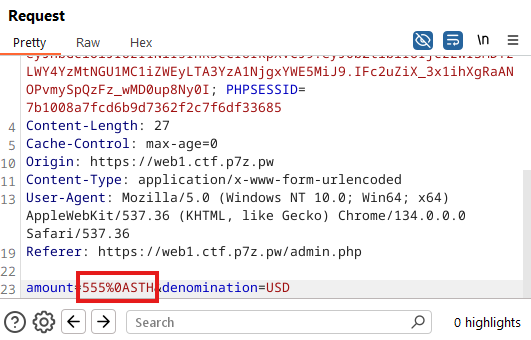 Request
Pretty Raw Hex \n
LWY4YzMtNGU1MC1iZWEyLTA3YzA1NjgxYWE5MiJ9.IFc2uZiX_3x1ihXgRaAN
OPvmySpQzFz_wMD0up8Ny0I; PHPSESSID=
7b1008a7fcd6b9d7362f2c7f6df33685
4 Content-Length: 27
5 Cache-Control: max-age=0
10 Origin: https://web1.ctf.p7z.pw
11 Content-Type: application/x-www-form-urlencoded
13 User-Agent: Mozilla/5.0 (Windows NT 10.0; Win64; x64)
AppleWebKit/537.36 (KHTML, like Gecko) Chrome/134.0.0.0
Safari/537.36
19 Referer: https://web1.ctf.p7z.pw/admin.php
22
23 amount=555%0ASTH&denomination=USD
Search 0 highlights